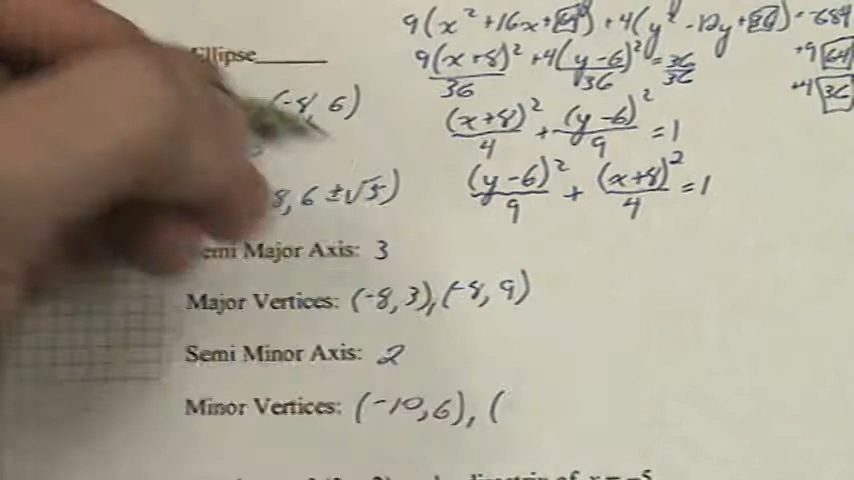 9(x² +16x+64) +4(y² -12y+36) = -684
Ellipse
9(x+8)² +4(y-6)² = 36
36 36 36
+9 64
+4 36
(-8, 6)
(x+8)²/4 + (y-6)²/9 = 1
8, 6 ±√5)
(y-6)²/9 + (x+8)²/4 = 1
Semi Major Axis: 3
Major Vertices: (-8, 3), (-8, 9)
Semi Minor Axis: 2
Minor Vertices: (-10, 6), (
directrix of x = -5